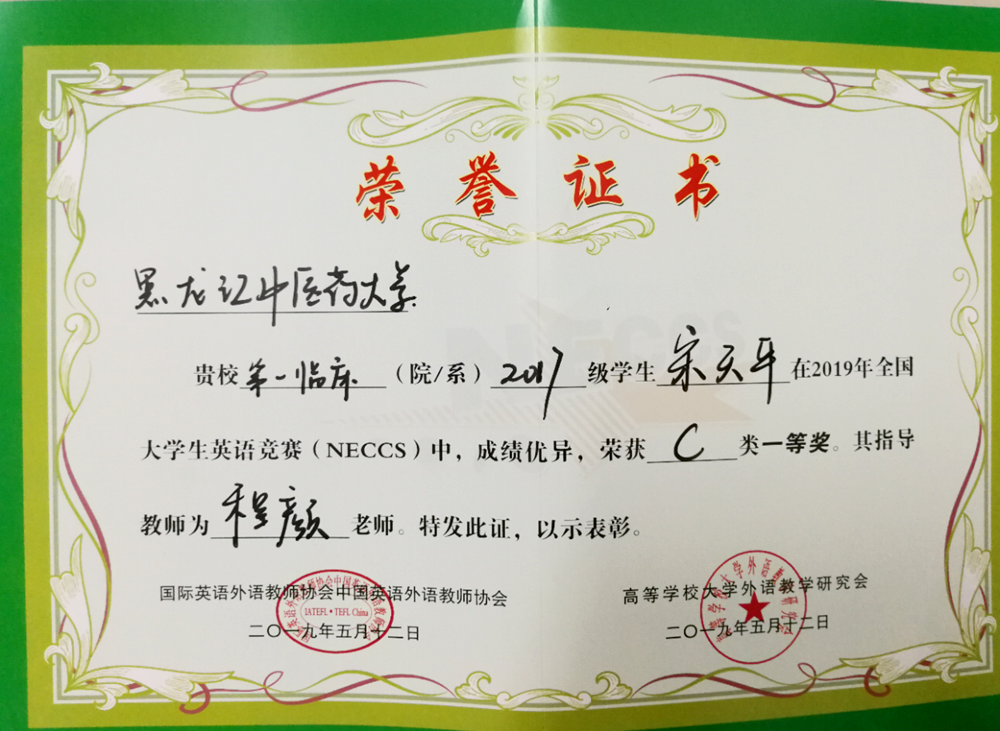 荣誉证书
黑龙江中医药大学
NECCS
贵校第一临床（院/系）2017级学生宋天平在2019年全国
大学生英语竞赛（NECCS）中，成绩优异，荣获C类一等奖。其指导
教师为程颜老师。特发此证，以示表彰。
国际英语外语教师协会中国英语外语教师协会
高等学校大学外语教学研究会
二〇一九年五月十二日
二〇一九年五月十二日
IATEFL·TEFL China